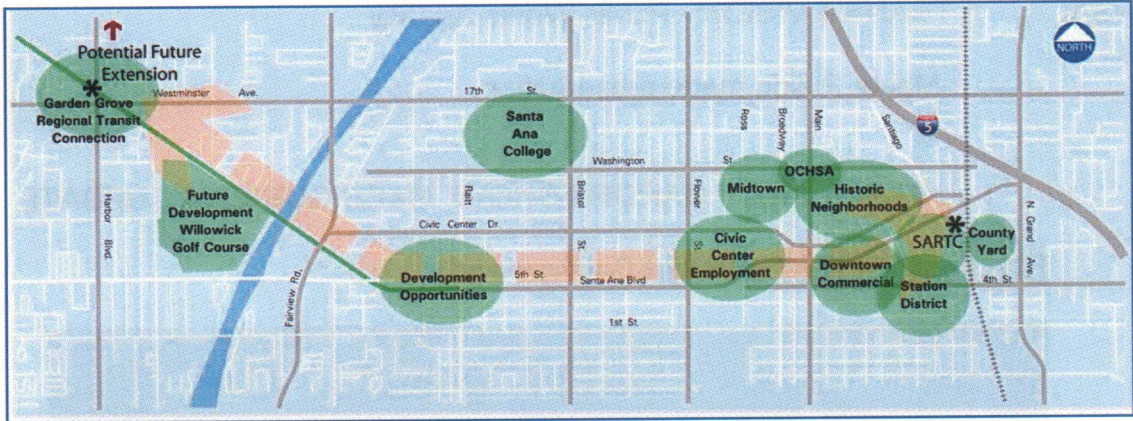 Potential Future
Extension
Garden Grove
Regional Transit
Connection
Westminster Ave.
17th St.
NORTH
Santa
Ana
College
Ross
Broadway
Main
Santiago
INTERSTATE
5
Washington St.
OCHSA
Midtown
Historic
Neighborhoods
Future
Development
Willowick
Golf Course
Harbor Blvd.
Fairview Rd.
Raitt
Bristol St.
Flower St.
Civic Center Dr.
Civic
Center
Employment
SARTC
County
Yard
N Grand Ave.
Development
Opportunities
5th St.
Santa Ana Blvd
Downtown
Commercial
Station
District
4th St.
1st St.